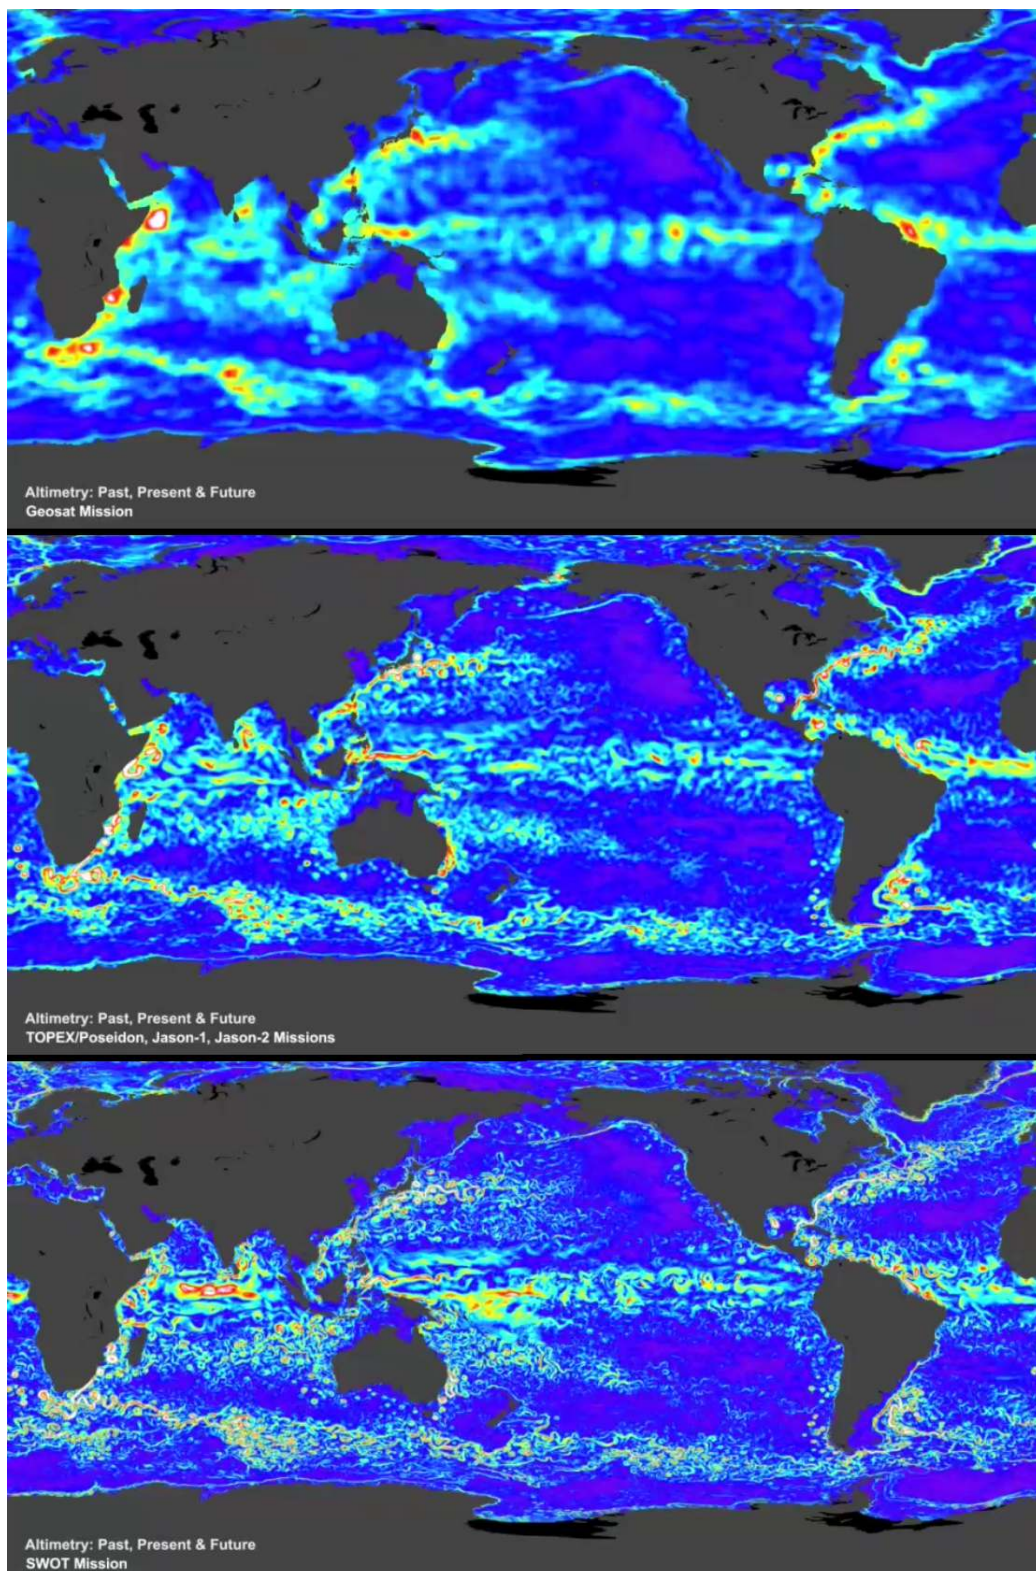 Altimetry: Past, Present & Future
Geosat Mission
Altimetry: Past, Present & Future
TOPEX/Poseidon, Jason-1, Jason-2 Missions
Altimetry: Past, Present & Future
SWOT Mission